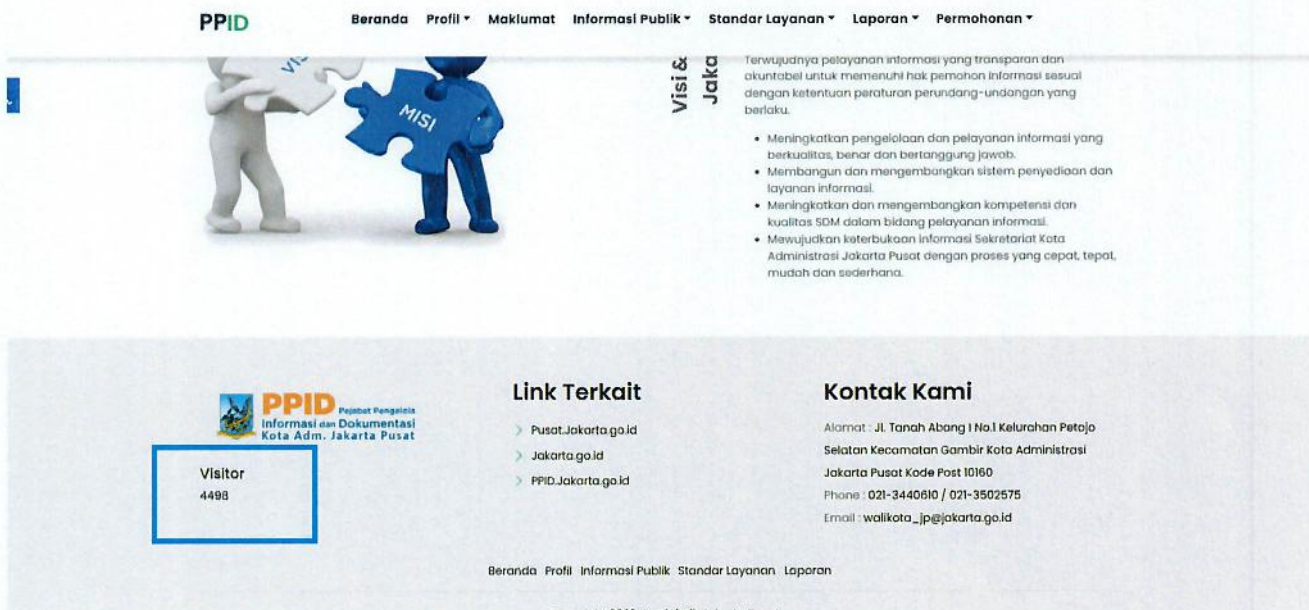 PPID
Beranda Profil Maklumat Informasi Publik Standar Layanan Laporan Permohonan
MISI
Visi &
Jaka
Terwujudnya pelayanan informasi yang transparan dan
akuntabel untuk memenuhi hak pemohon informasi sesuai
dengan ketentuan peraturan perundang-undangan yang
berlaku.
• Meningkatkan pengelolaan dan pelayanan informasi yang
berkualitas, benar dan bertanggung jawab.
• Membangun dan mengembangkan sistem penyediaan dan
layanan informasi.
• Meningkatkan dan mengembangkan kompetensi dan
kualitas SDM dalam bidang pelayanan informasi.
• Mewujudkan keterbukaan informasi Sekretariat Kota
Administrasi Jakarta Pusat dengan proses yang cepat, tepat,
mudah dan sederhana.
PPID Pejabat Pengelola
Informasi dan Dokumentasi
Kota Adm. Jakarta Pusat
Visitor
4498
Link Terkait
Pusat.Jakarta.go.id
Jakarta.go.id
PPID.Jakarta.go.id
Kontak Kami
Alamat : Jl. Tanah Abang I No.1 Kelurahan Petojo
Selatan Kecamatan Gambir Kota Administrasi
Jakarta Pusat Kode Post 10160
Phone : 021-3440610 / 021-3502575
Email : walikota_jp@jakarta.go.id
Beranda Profil Informasi Publik Standar Layanan Laporan